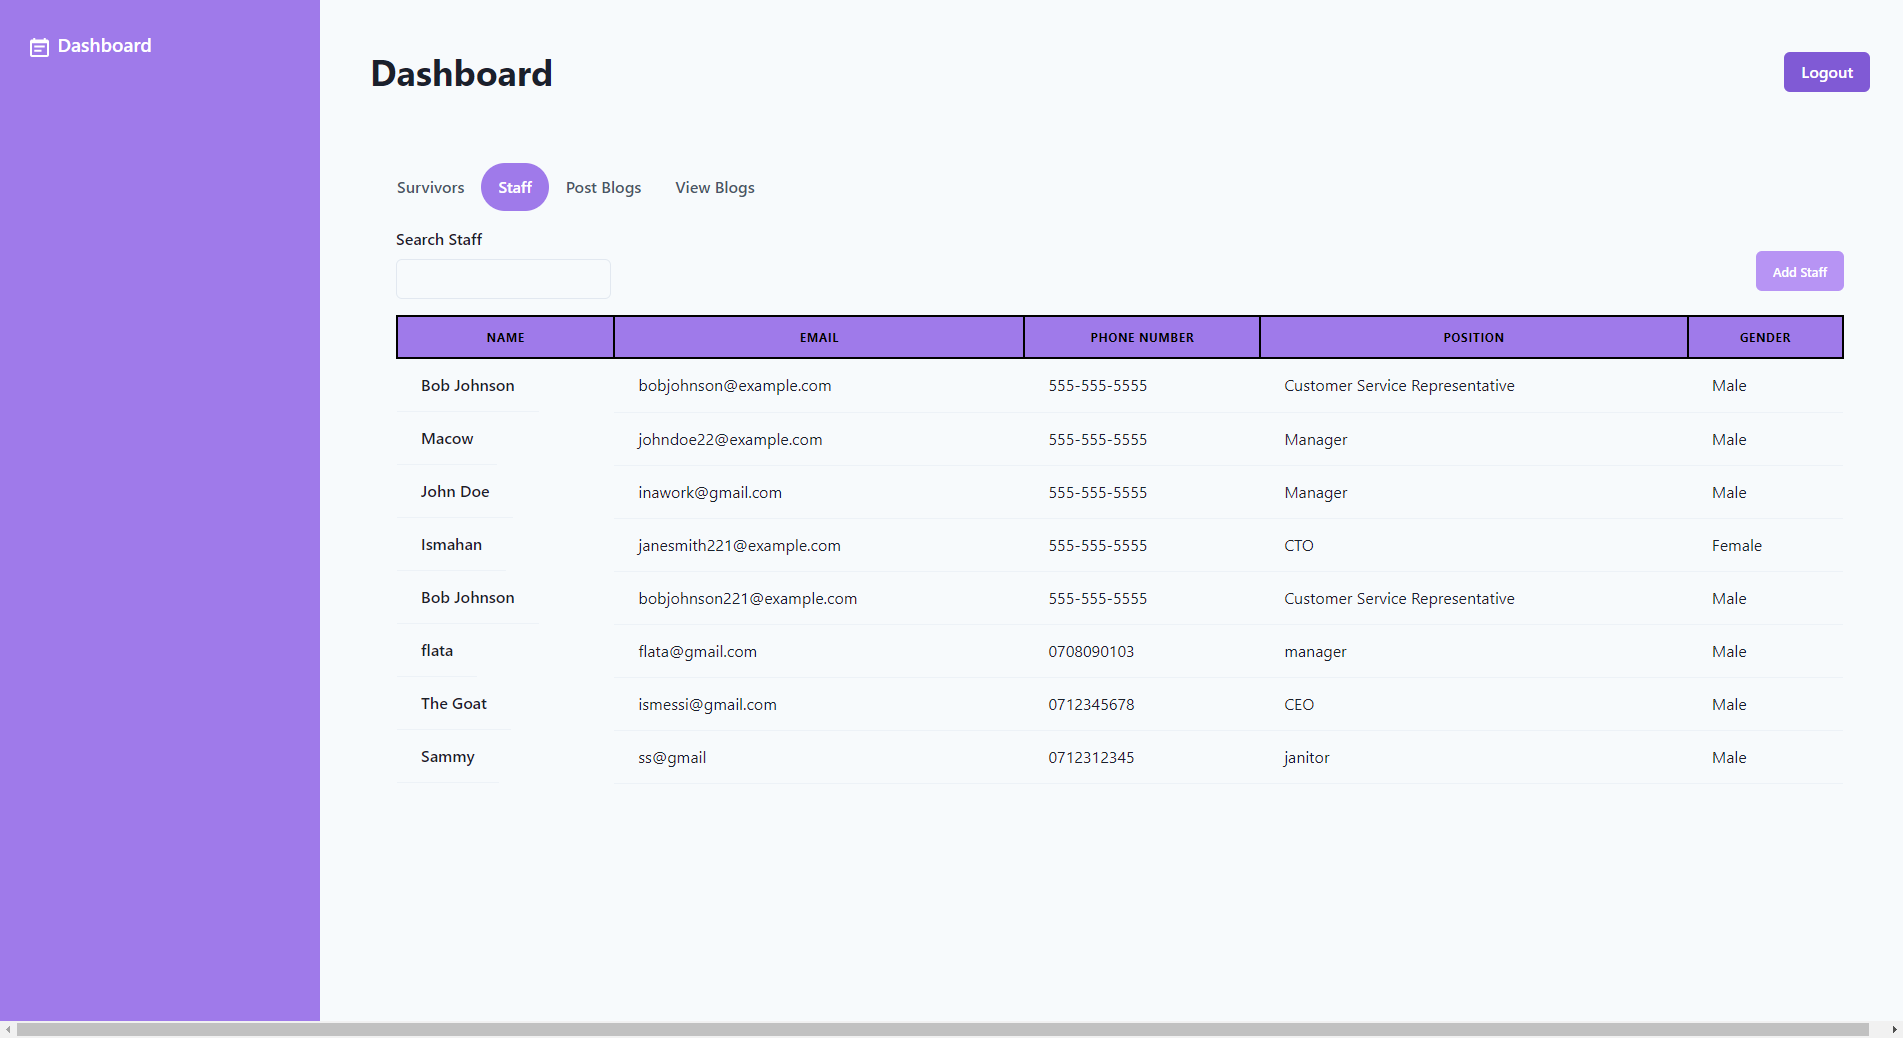 Dashboard
Dashboard
Logout
Survivors Staff Post Blogs View Blogs
Search Staff
Add Staff
NAME EMAIL PHONE NUMBER POSITION GENDER
Bob Johnson bobjohnson@example.com 555-555-5555 Customer Service Representative Male
Macow johndoe22@example.com 555-555-5555 Manager Male
John Doe inawork@gmail.com 555-555-5555 Manager Male
Ismahan janesmith221@example.com 555-555-5555 CTO Female
Bob Johnson bobjohnson221@example.com 555-555-5555 Customer Service Representative Male
flata flata@gmail.com 0708090103 manager Male
The Goat ismessi@gmail.com 0712345678 CEO Male
Sammy ss@gmail 0712312345 janitor Male